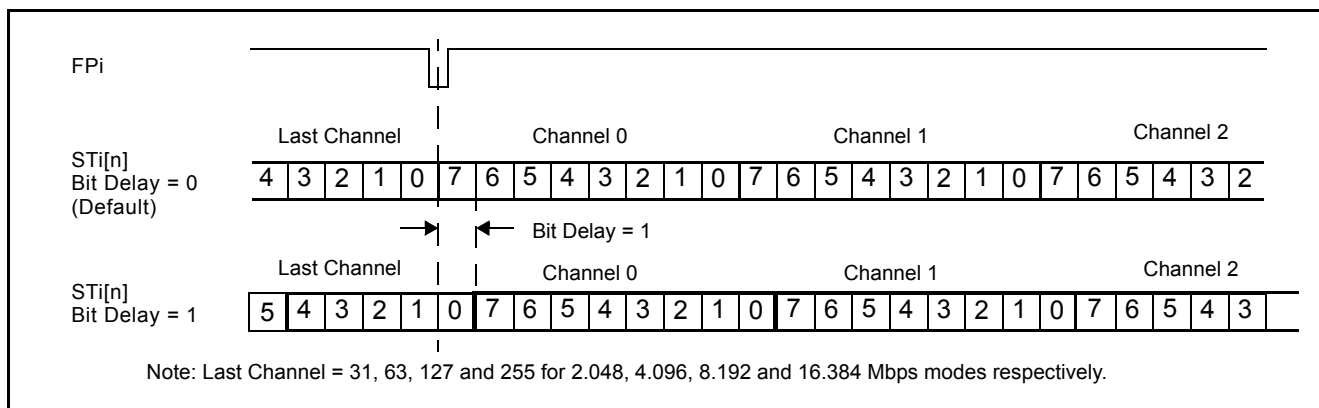 FPi
Last Channel Channel 0 Channel 1 Channel 2
STi[n]
Bit Delay = 0
(Default)
4 3 2 1 0 7 6 5 4 3 2 1 0 7 6 5 4 3 2 1 0 7 6 5 4 3 2
Bit Delay = 1
Last Channel Channel 0 Channel 1 Channel 2
STi[n]
Bit Delay = 1
5 4 3 2 1 0 7 6 5 4 3 2 1 0 7 6 5 4 3 2 1 0 7 6 5 4 3
Note: Last Channel = 31, 63, 127 and 255 for 2.048, 4.096, 8.192 and 16.384 Mbps modes respectively.